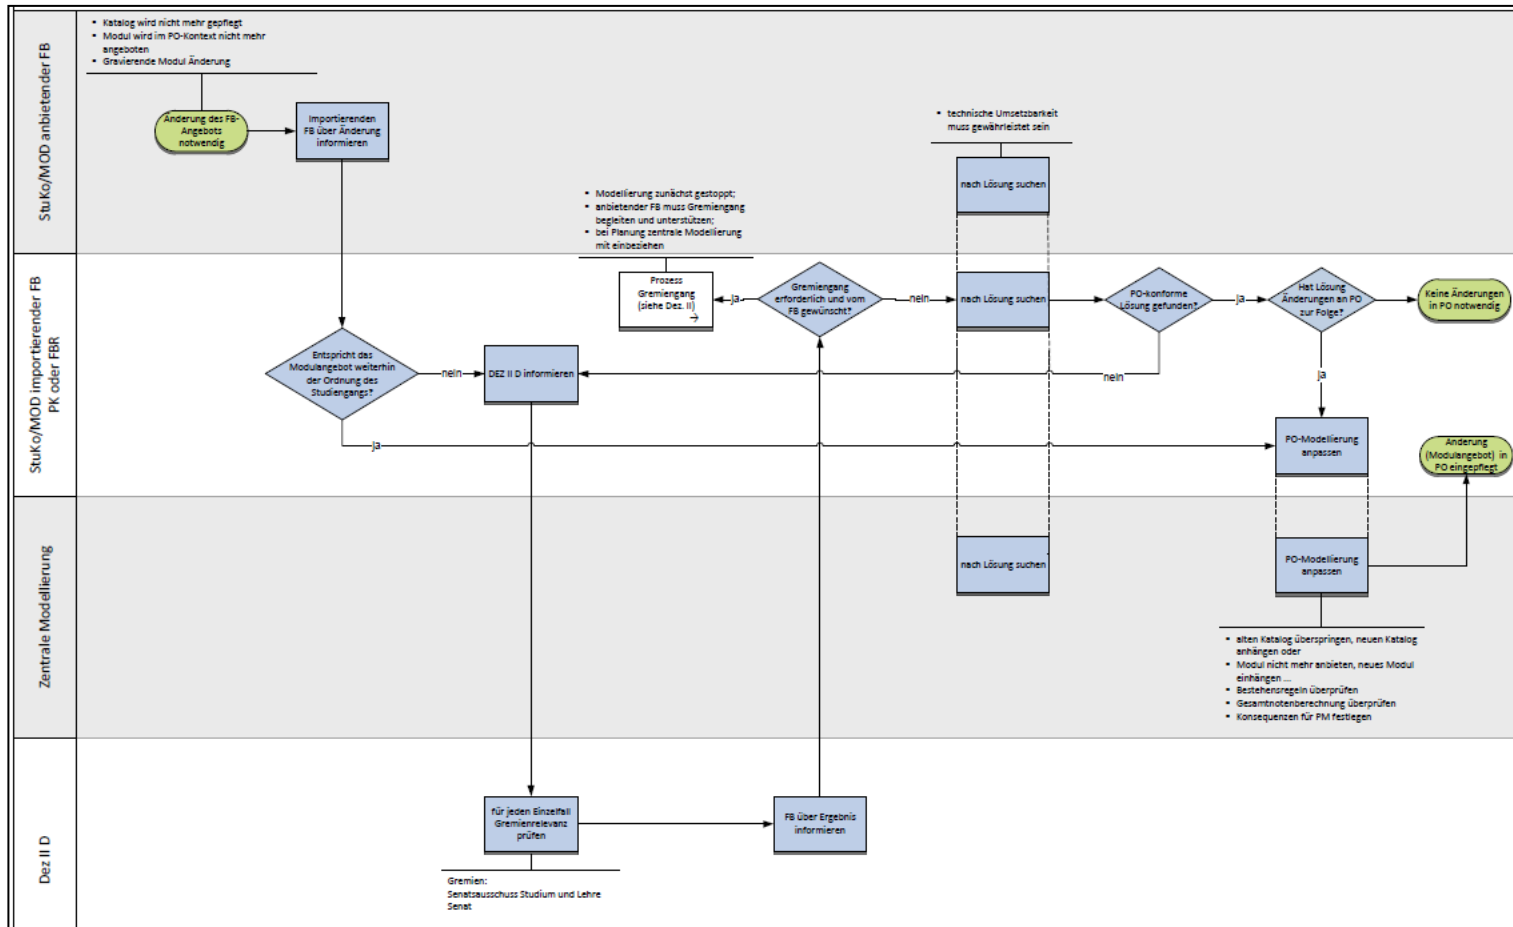 StuKo/MOD anbietender FB
▪ Katalog wird nicht mehr gepflegt
▪ Modul wird im PO-Kontext nicht mehr
angeboten
▪ Gravierende Modul Änderung
Änderung des FB-
Angebots
notwendig
Importierenden
FB über Änderung
informieren
▪ technische Umsetzbarkeit
muss gewährleistet sein
nach Lösung suchen
▪ Modellierung zunächst gestoppt;
▪ anbietender FB muss Gremiengang
begleiten und unterstützen;
▪ bei Planung zentrale Modellierung
mit einbeziehen
StuKo/MOD importierender FB
PK oder FBR
Prozess
Gremiengang
(siehe Dez. II)
→
ja
Gremiengang
erforderlich und vom
FB gewünscht?
nein
nach Lösung suchen
PO-konforme
Lösung gefunden?
ja
Hat Lösung
Änderungen an PO
zur Folge?
Keine Änderungen
in PO notwendig
Entspricht das
Modulangebot weiterhin
der Ordnung des
Studiengangs?
nein
DEZ II D informieren
nein
ja
ja
PO-Modellierung
anpassen
Änderung
(Modulangebot) in
PO eingepflegt
Zentrale Modellierung
nach Lösung suchen
PO-Modellierung
anpassen
▪ alten Katalog überspringen, neuen Katalog
anhängen oder
▪ Modul nicht mehr anbieten, neues Modul
einhängen ...
▪ Bestehensregeln überprüfen
▪ Gesamtnotenberechnung überprüfen
▪ Konsequenzen für PM festlegen
Dez II D
für jeden Einzelfall
Gremienrelevanz
prüfen
FB über Ergebnis
informieren
Gremien:
Senatsausschuss Studium und Lehre
Senat